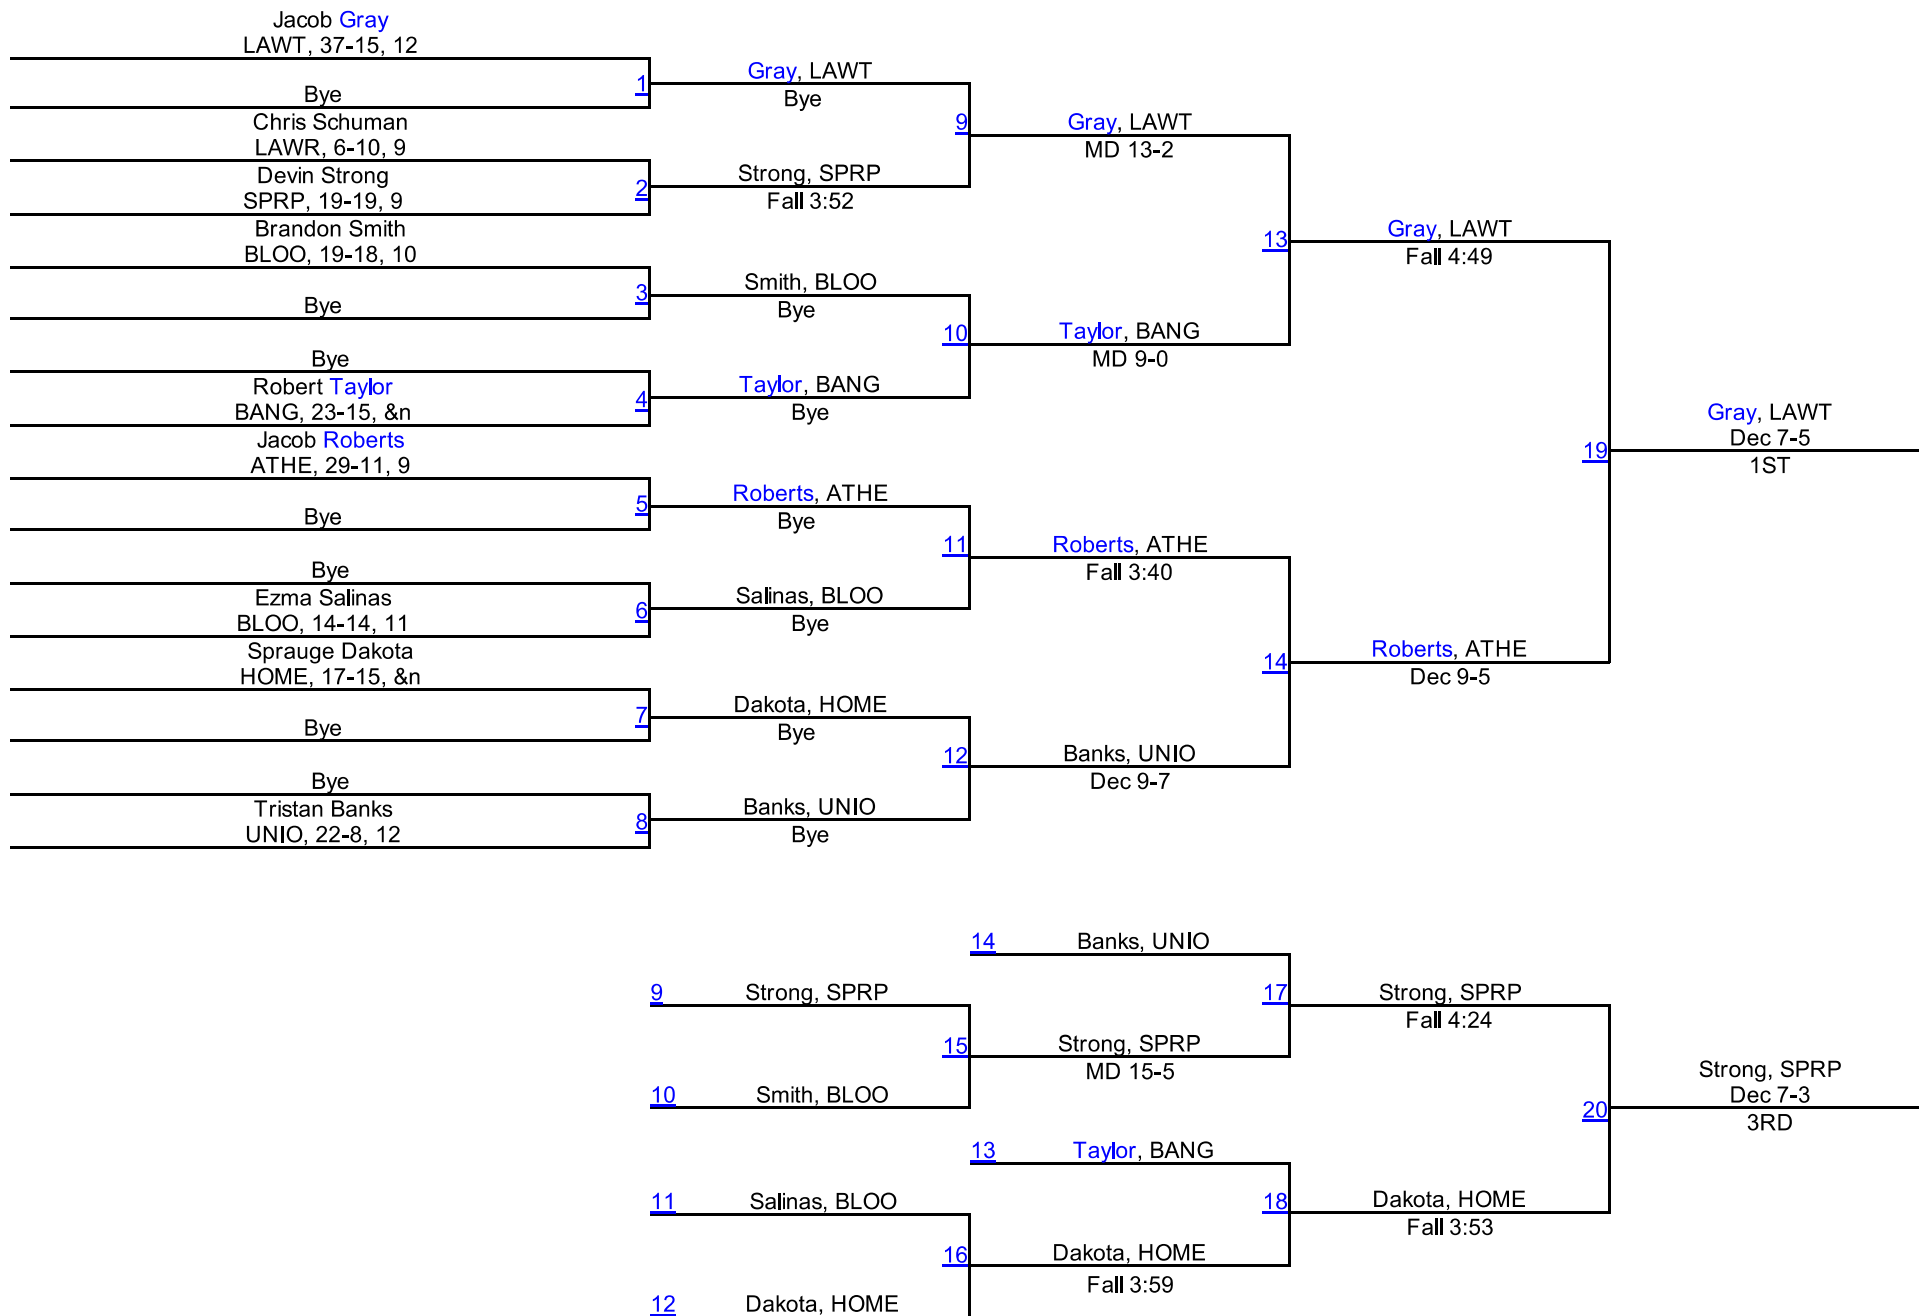 Jacob Gray
LAWT, 37-15, 12
1
Bye
Chris Schuman
LAWR, 6-10, 9
2
Devin Strong
SPRP, 19-19, 9
Brandon Smith
BLOO, 19-18, 10
3
Bye
Bye
4
Robert Taylor
BANG, 23-15, &n
Jacob Roberts
ATHE, 29-11, 9
5
Bye
Bye
6
Ezma Salinas
BLOO, 14-14, 11
Sprauge Dakota
HOME, 17-15, &n
7
Bye
Bye
8
Tristan Banks
UNIO, 22-8, 12
Gray, LAWT
Bye
9
Strong, SPRP
Fall 3:52
Smith, BLOO
Bye
10
Taylor, BANG
Bye
Roberts, ATHE
Bye
11
Salinas, BLOO
Bye
Dakota, HOME
Bye
12
Banks, UNIO
Bye
Gray, LAWT
MD 13-2
13
Taylor, BANG
MD 9-0
Roberts, ATHE
Fall 3:40
14
Banks, UNIO
Dec 9-7
Gray, LAWT
Fall 4:49
19
Roberts, ATHE
Dec 9-5
Gray, LAWT
Dec 7-5
1ST
14 Banks, UNIO
9 Strong, SPRP
17
15
Strong, SPRP
MD 15-5
10 Smith, BLOO
Strong, SPRP
Fall 4:24
20
13 Taylor, BANG
11 Salinas, BLOO
18
16
Dakota, HOME
Fall 3:59
12 Dakota, HOME
Dakota, HOME
Fall 3:53
Strong, SPRP
Dec 7-3
3RD